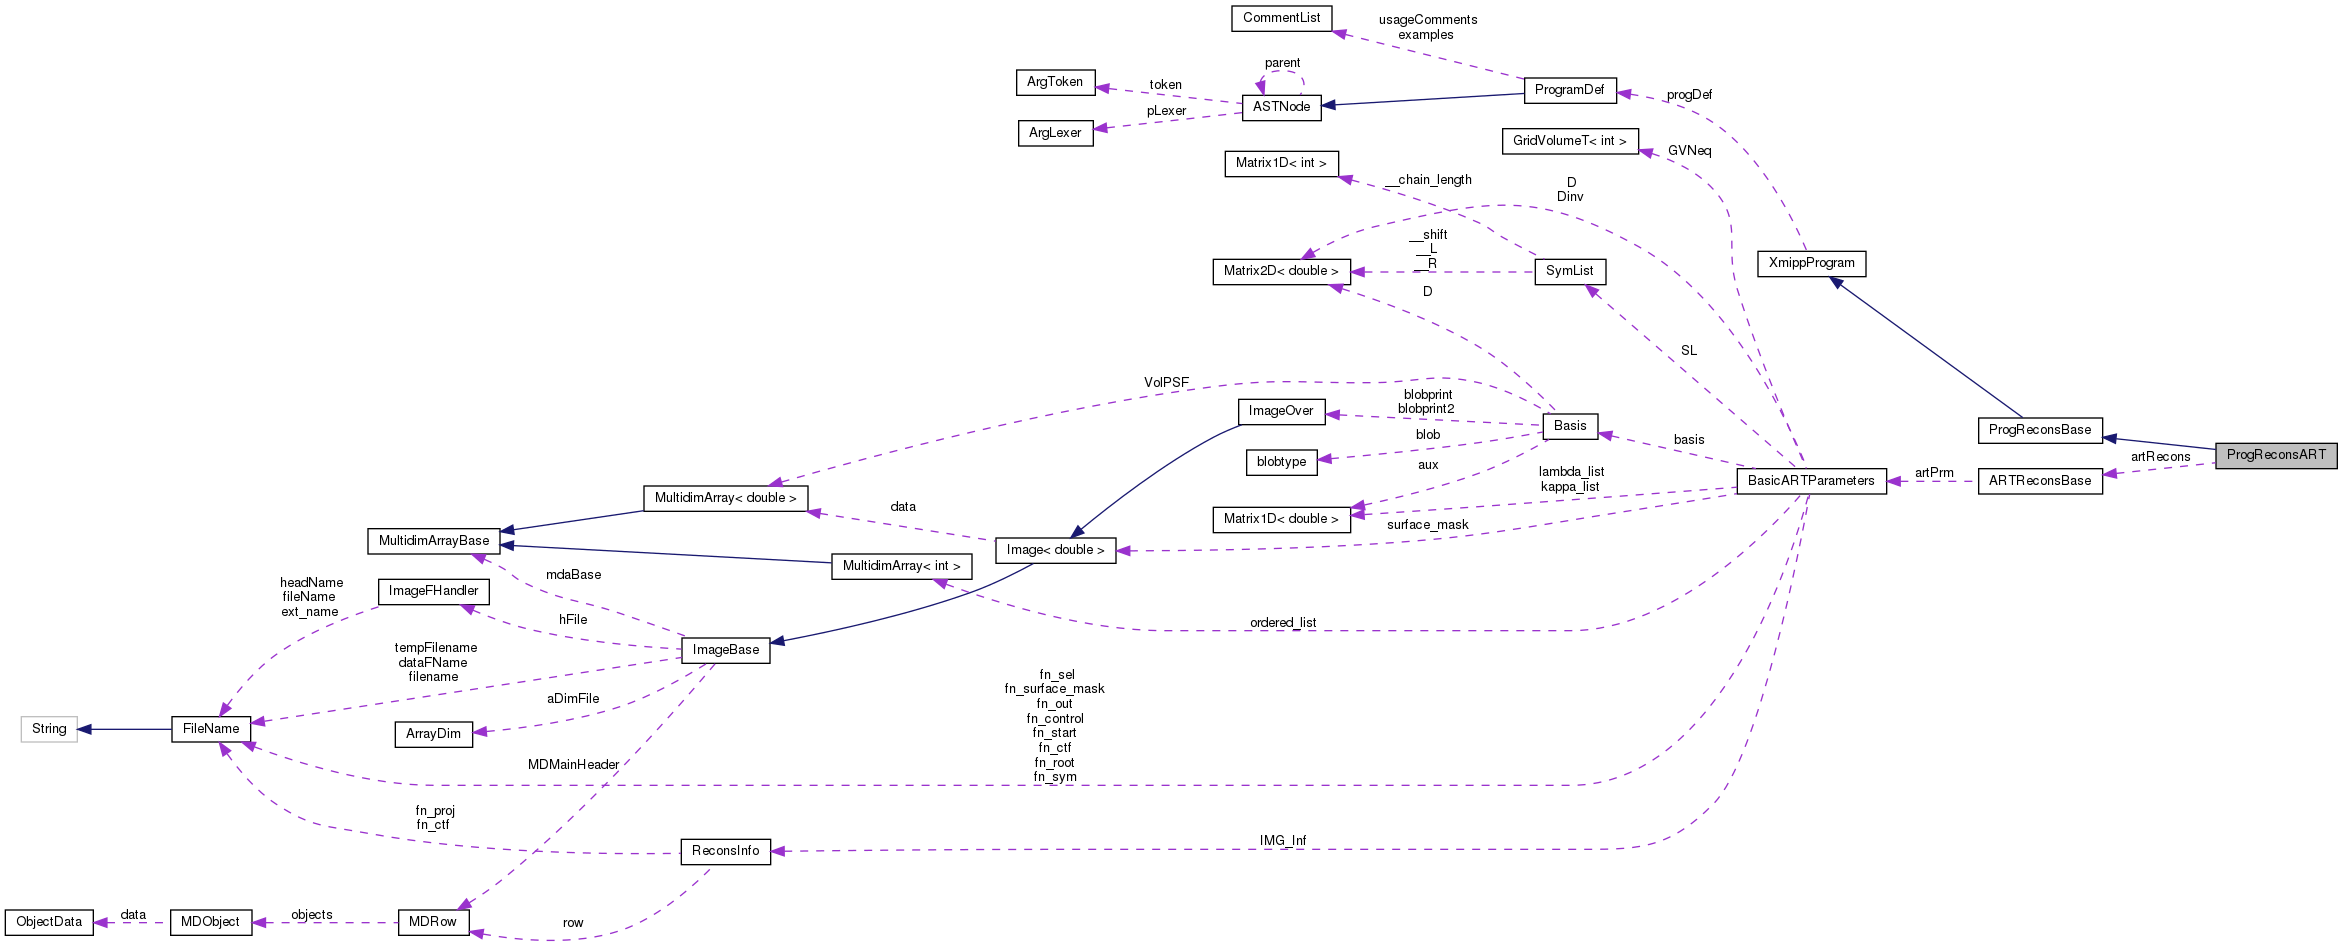 CommentList
usageComments
examples
parent
ArgToken
token
ProgramDef
progDef
ASTNode
pLexer
ArgLexer
GridVolumeT< int >
GVNeq
Matrix1D< int >
__chain_length
D
Dinv
__shift
__L
__R
Matrix2D< double >
SymList
XmippProgram
D
SL
VolPSF
blobprint
blobprint2
ImageOver
Basis
basis
ProgReconsBase
blob
blobtype
aux
lambda_list
kappa_list
BasicARTParameters
artPrm
ARTReconsBase
artRecons
ProgReconsART
MultidimArray< double >
data
Matrix1D< double >
surface_mask
MultidimArrayBase
Image< double >
MultidimArray< int >
mdaBase
headName
fileName
ext_name
ImageFHandler
hFile
ordered_list
tempFilename
dataFName
filename
ImageBase
fn_sel
fn_surface_mask
fn_out
fn_control
fn_start
fn_ctf
fn_root
fn_sym
aDimFile
String
FileName
ArrayDim
MDMainHeader
fn_proj
fn_ctf
ReconsInfo
IMG_Inf
ObjectData
data
MDObject
objects
MDRow
row